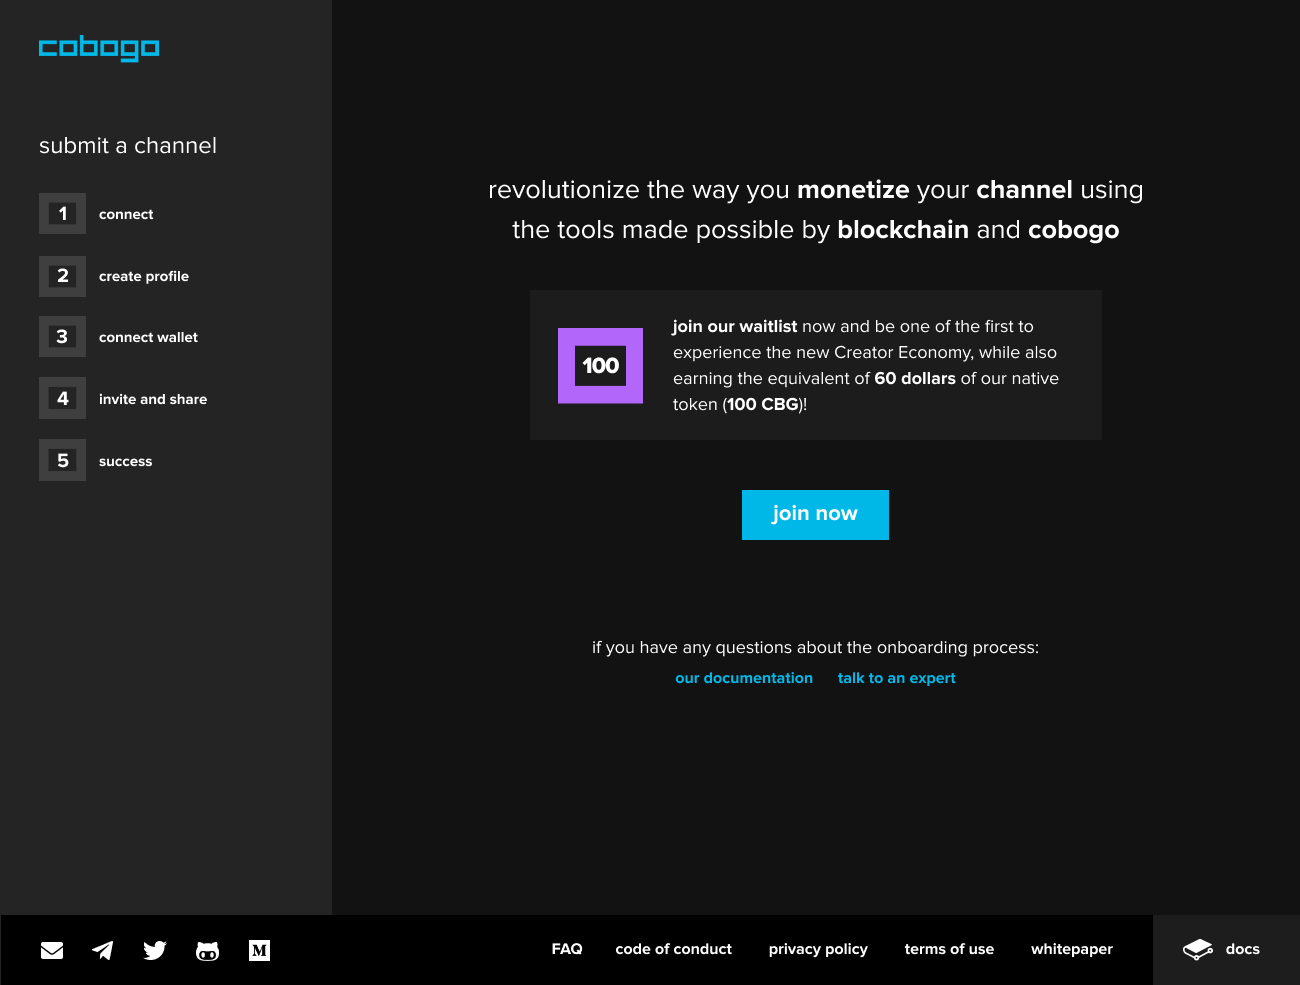 cobogo
submit a channel
1 connect
2 create profile
3 connect wallet
4 invite and share
5 success
revolutionize the way you monetize your channel using
the tools made possible by blockchain and cobogo
100
join our waitlist now and be one of the first to
experience the new Creator Economy, while also
earning the equivalent of 60 dollars of our native
token (100 CBG)!
join now
if you have any questions about the onboarding process:
our documentation talk to an expert
M
FAQ code of conduct privacy policy terms of use whitepaper docs